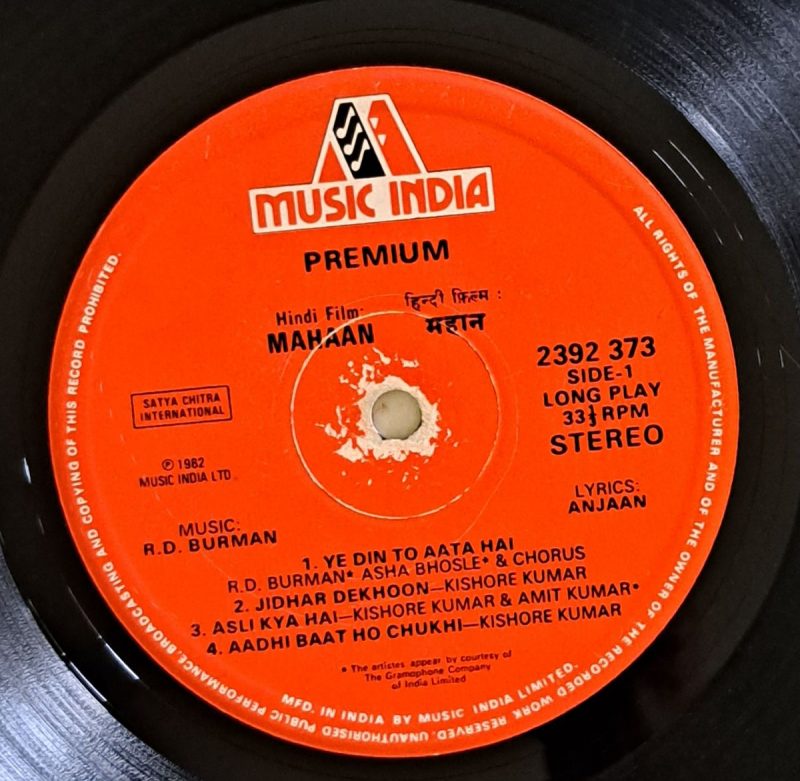 MUSIC INDIA
PREMIUM
Hindi Film:
MAHAAN
हिन्दी फ़िल्म :
महान
2392 373
SIDE-1
LONG PLAY
33⅓ RPM
STEREO
SATYA CHITRA
INTERNATIONAL
℗ 1982
MUSIC INDIA LTD.
MUSIC:
R.D. BURMAN
LYRICS:
ANJAAN
1. YE DIN TO AATA HAI
R.D. BURMAN* ASHA BHOSLE* & CHORUS
2. JIDHAR DEKHOON—KISHORE KUMAR
3. ASLI KYA HAI—KISHORE KUMAR & AMIT KUMAR*
4. AADHI BAAT HO CHUKHI—KISHORE KUMAR
* The artistes appear by courtesy of
The Gramophone Company
of India Limited
MFD. IN INDIA BY MUSIC INDIA LIMITED.
ALL RIGHTS OF THE MANUFACTURER AND OF THE OWNER OF THE RECORDED WORK RESERVED. UNAUTHORISED PUBLIC PERFORMANCE BROADCASTING AND COPYING OF THIS RECORD PROHIBITED.